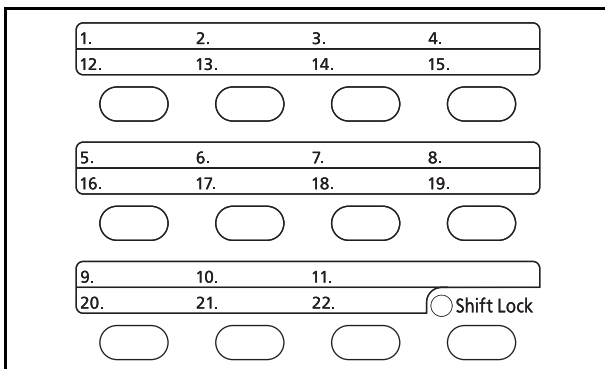 1. 2. 3. 4.
12. 13. 14. 15.
5. 6. 7. 8.
16. 17. 18. 19.
9. 10. 11.
20. 21. 22. Shift Lock